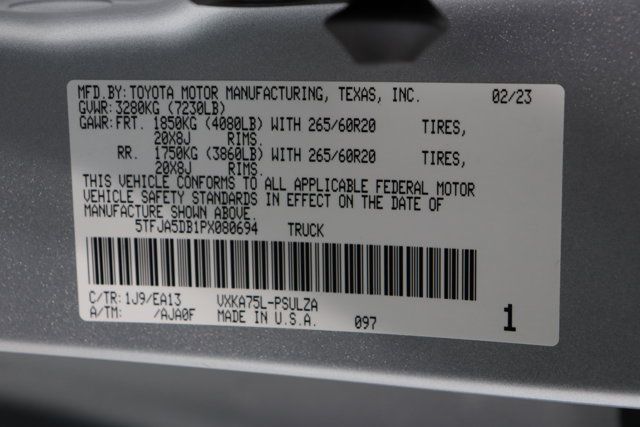 MFD.BY:TOYOTA MOTOR MANUFACTURING, TEXAS, INC. 02/23
GVWR:3280KG (7230LB)
GAWR:FRT. 1850KG (4080LB) WITH 265/60R20 TIRES,
20X8J RIMS.
RR. 1750KG (3860LB) WITH 265/60R20 TIRES,
20X8J RIMS.
THIS VEHICLE CONFORMS TO ALL APPLICABLE FEDERAL MOTOR
VEHICLE SAFETY STANDARDS IN EFFECT ON THE DATE OF
MANUFACTURE SHOWN ABOVE.
5TFJA5DB1PX080694 TRUCK
C/TR:1J9/EA13 VXKA75L-PSULZA
A/TM: /AJA0F MADE IN U.S.A. 097 1